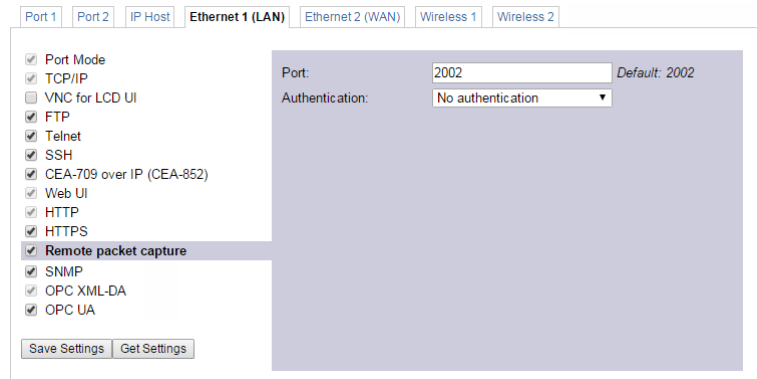 Port 1 Port 2 IP Host Ethernet 1 (LAN) Ethernet 2 (WAN) Wireless 1 Wireless 2
Port Mode
TCP/IP
VNC for LCD UI
FTP
Telnet
SSH
CEA-709 over IP (CEA-852)
Web UI
HTTP
HTTPS
Remote packet capture
SNMP
OPC XML-DA
OPC UA
Save Settings Get Settings
Port: 2002 Default: 2002
Authentication: No authentication